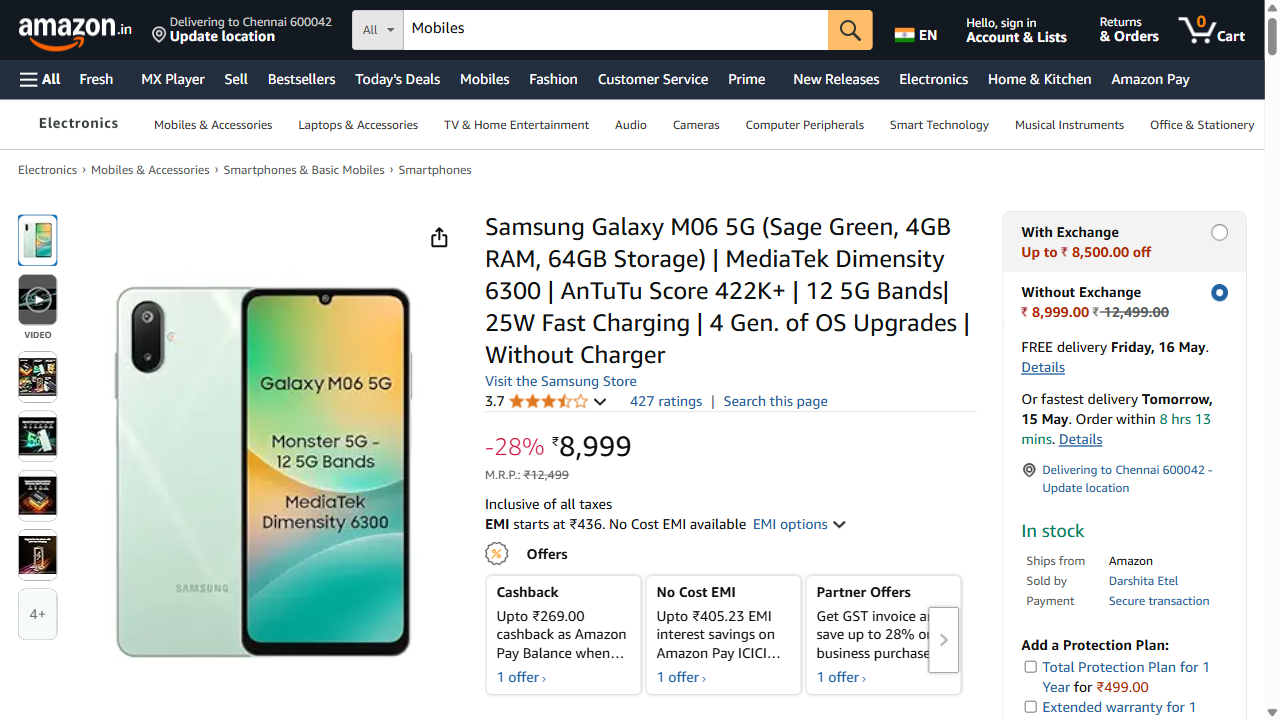 amazon.in
Delivering to Chennai 600042
Update location
All
Mobiles
EN
Hello, sign in
Account & Lists
Returns
& Orders
0
Cart
All
Fresh
MX Player
Sell
Bestsellers
Today's Deals
Mobiles
Fashion
Customer Service
Prime
New Releases
Electronics
Home & Kitchen
Amazon Pay
Electronics
Mobiles & Accessories
Laptops & Accessories
TV & Home Entertainment
Audio
Cameras
Computer Peripherals
Smart Technology
Musical Instruments
Office & Stationery
Electronics › Mobiles & Accessories › Smartphones & Basic Mobiles › Smartphones
VIDEO
4+
Galaxy M06 5G
Monster 5G -
12 5G Bands
MediaTek
Dimensity 6300
SAMSUNG
Samsung Galaxy M06 5G (Sage Green, 4GB
RAM, 64GB Storage) | MediaTek Dimensity
6300 | AnTuTu Score 422K+ | 12 5G Bands|
25W Fast Charging | 4 Gen. of OS Upgrades |
Without Charger
Visit the Samsung Store
3.7
427 ratings | Search this page
-28% ₹8,999
M.R.P.: ₹12,499
Inclusive of all taxes
EMI starts at ₹436. No Cost EMI available EMI options
% Offers
Cashback
Upto ₹269.00
cashback as Amazon
Pay Balance when…
1 offer ›
No Cost EMI
Upto ₹405.23 EMI
interest savings on
Amazon Pay ICICI…
1 offer ›
Partner Offers
Get GST invoice
save up to 28%
business purchase
1 offer ›
With Exchange
Up to ₹ 8,500.00 off
Without Exchange
₹ 8,999.00 ₹ 12,499.00
FREE delivery Friday, 16 May.
Details
Or fastest delivery Tomorrow,
15 May. Order within 8 hrs 13
mins. Details
Delivering to Chennai 600042 -
Update location
In stock
Ships from Amazon
Sold by Darshita Etel
Payment Secure transaction
Add a Protection Plan:
Total Protection Plan for 1
Year for ₹499.00
Extended warranty for 1